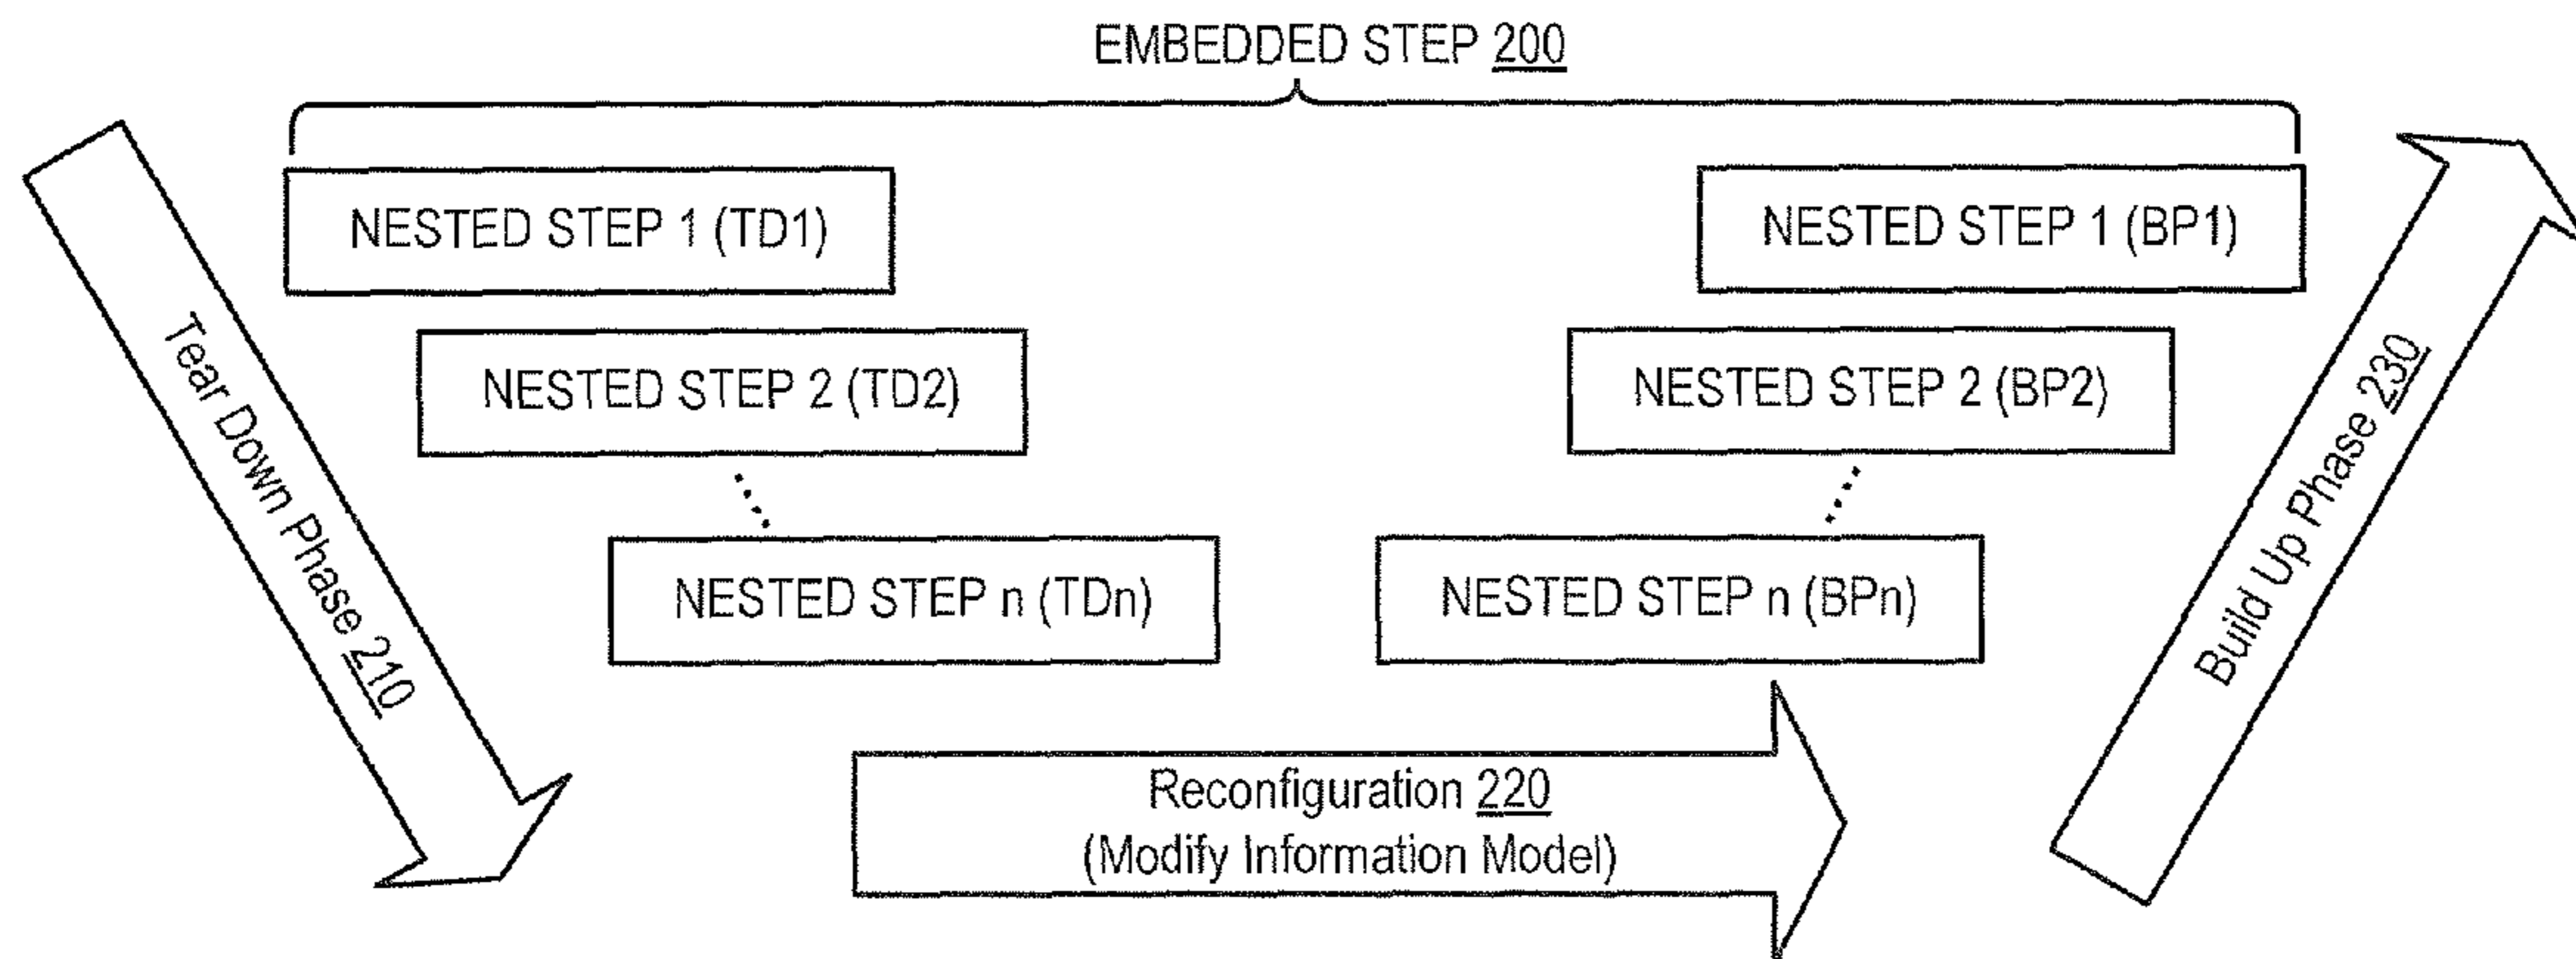 EMBEDDED STEP 200
NESTED STEP 1 (TD1)
NESTED STEP 1 (BP1)
NESTED STEP 2 (TD2)
NESTED STEP 2 (BP2)
NESTED STEP n (TDn)
NESTED STEP n (BPn)
Tear Down Phase 210
Build Up Phase 230
Reconfiguration 220
(Modify Information Model)